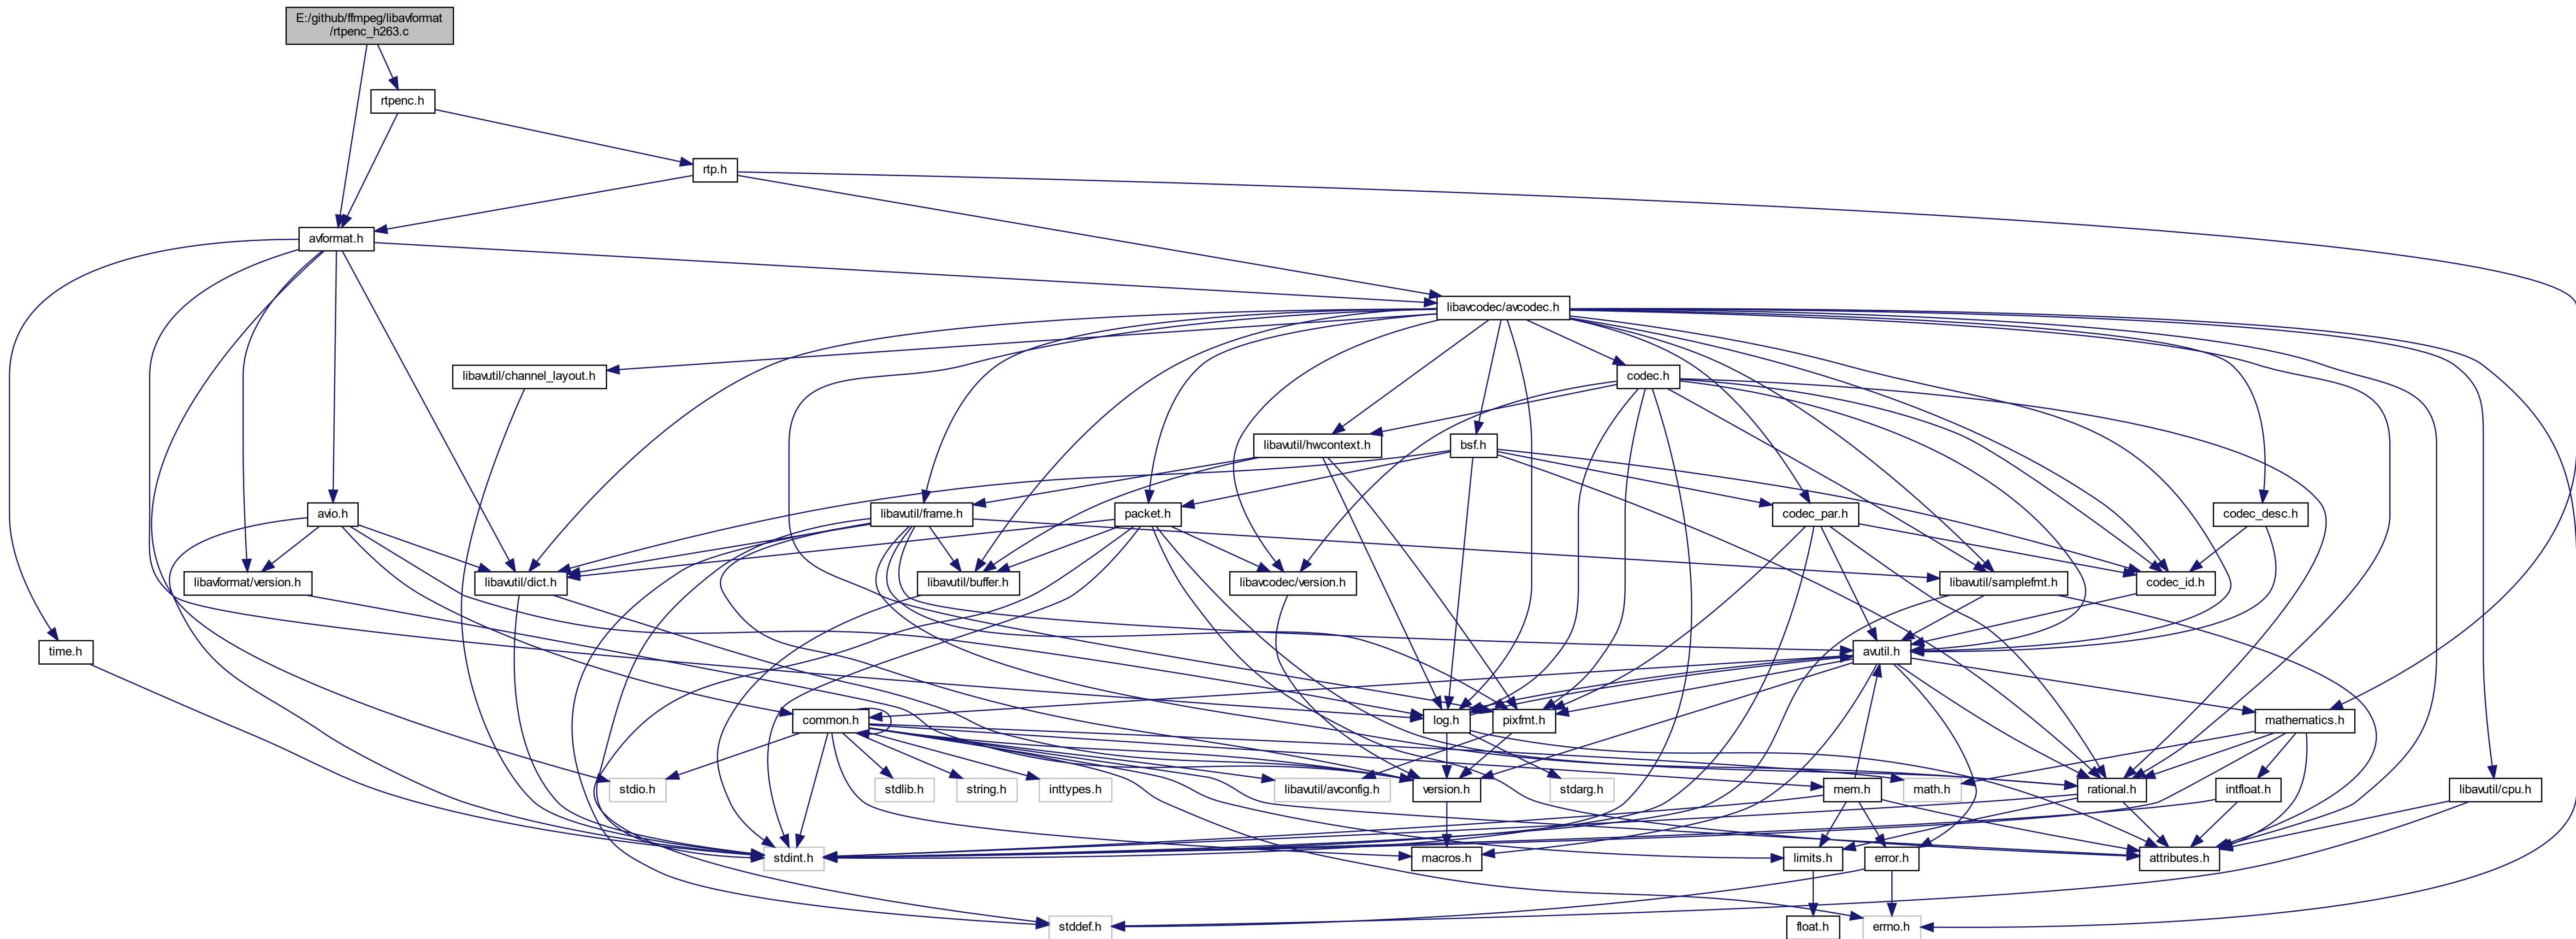 E:/github/ffmpeg/libavformat
/rtpenc_h263.c
rtpenc.h
rtp.h
avformat.h
libavcodec/avcodec.h
libavutil/channel_layout.h
codec.h
libavutil/hwcontext.h
bsf.h
avio.h
libavutil/frame.h
packet.h
codec_par.h
codec_desc.h
libavformat/version.h
libavutil/dict.h
libavutil/buffer.h
libavcodec/version.h
libavutil/samplefmt.h
codec_id.h
time.h
avutil.h
common.h
log.h
pixfmt.h
mathematics.h
stdio.h
stdlib.h
string.h
inttypes.h
libavutil/avconfig.h
version.h
stdarg.h
mem.h
math.h
rational.h
intfloat.h
libavutil/cpu.h
stdint.h
macros.h
limits.h
error.h
attributes.h
stddef.h
float.h
errno.h